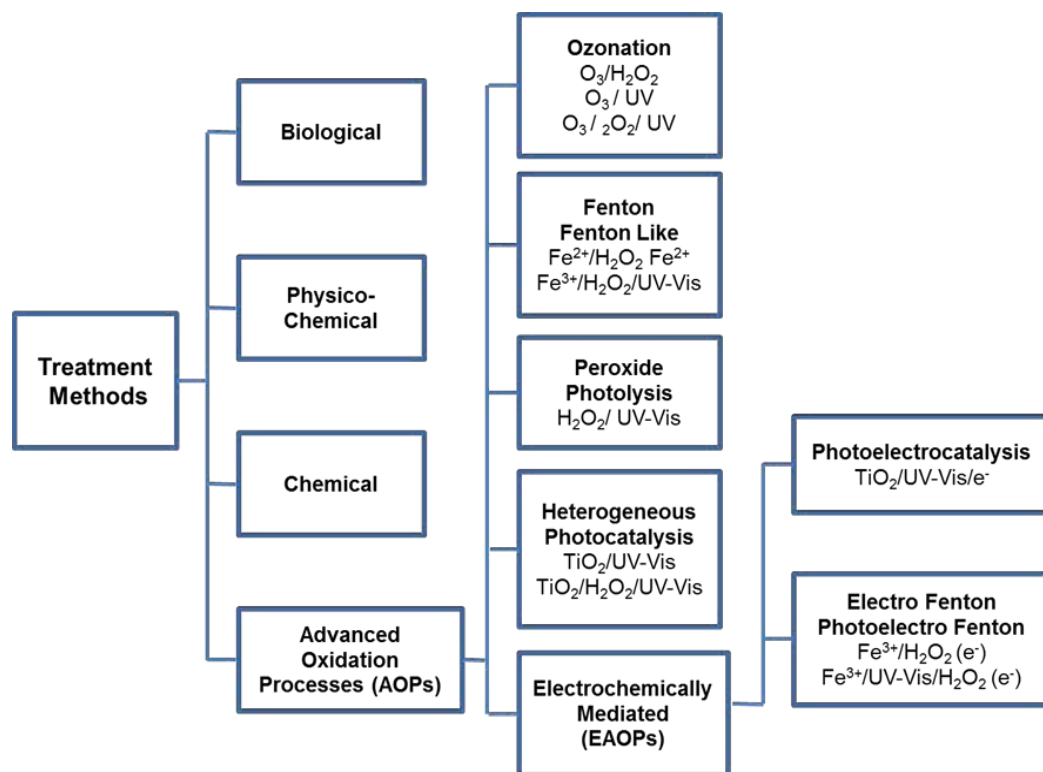 Treatment
Methods
Biological
Physico-
Chemical
Chemical
Advanced
Oxidation
Processes (AOPs)
Ozonation
O₃/H₂O₂
O₃ / UV
O₃ / ₂O₂/ UV
Fenton
Fenton Like
Fe²⁺/H₂O₂ Fe²⁺
Fe³⁺/H₂O₂/UV-Vis
Peroxide
Photolysis
H₂O₂/ UV-Vis
Heterogeneous
Photocatalysis
TiO₂/UV-Vis
TiO₂/H₂O₂/UV-Vis
Electrochemically
Mediated
(EAOPs)
Photoelectrocatalysis
TiO₂/UV-Vis/e⁻
Electro Fenton
Photoelectro Fenton
Fe³⁺/H₂O₂ (e⁻)
Fe³⁺/UV-Vis/H₂O₂ (e⁻)